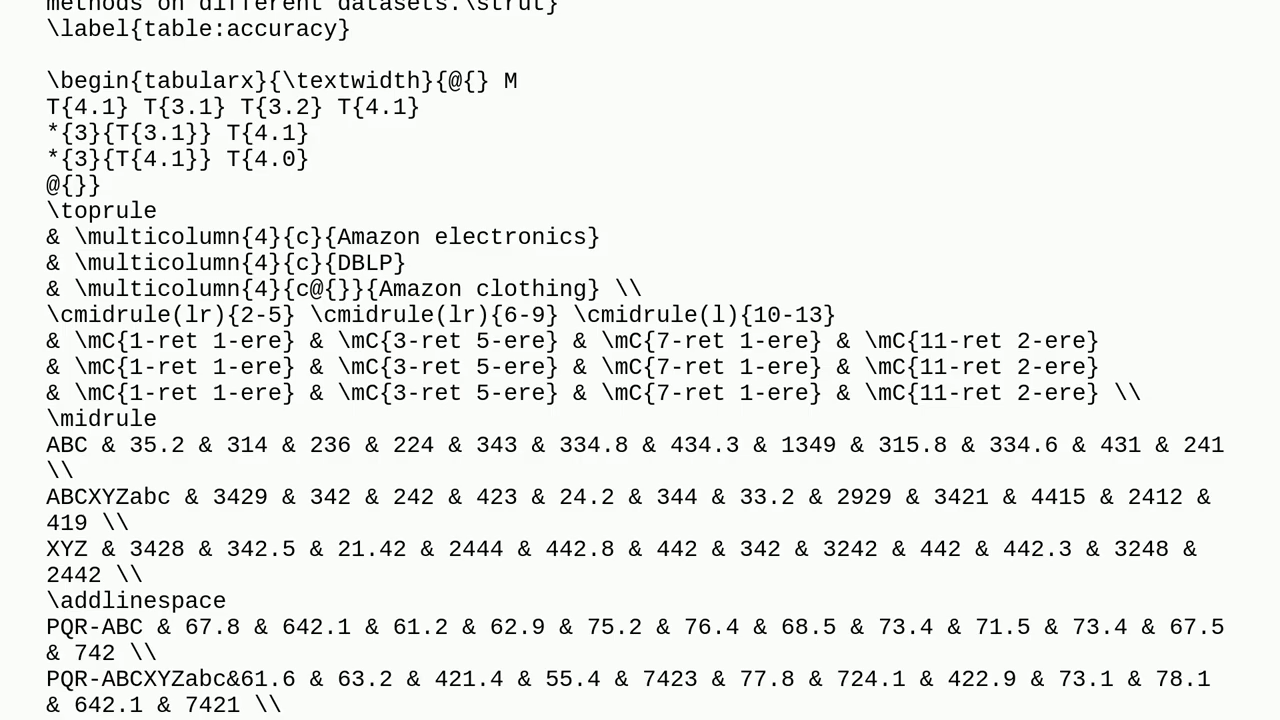 methods on different datasets.\strut}
\label{table:accuracy}
\begin{tabularx}{\textwidth}{@{} M
T{4.1} T{3.1} T{3.2} T{4.1}
*{3}{T{3.1}} T{4.1}
*{3}{T{4.1}} T{4.0}
@{}}
\toprule
& \multicolumn{4}{c}{Amazon electronics}
& \multicolumn{4}{c}{DBLP}
& \multicolumn{4}{c@{}}{Amazon clothing} \\
\cmidrule(lr){2-5} \cmidrule(lr){6-9} \cmidrule(l){10-13}
& \mC{1-ret 1-ere} & \mC{3-ret 5-ere} & \mC{7-ret 1-ere} & \mC{11-ret 2-ere}
& \mC{1-ret 1-ere} & \mC{3-ret 5-ere} & \mC{7-ret 1-ere} & \mC{11-ret 2-ere}
& \mC{1-ret 1-ere} & \mC{3-ret 5-ere} & \mC{7-ret 1-ere} & \mC{11-ret 2-ere} \\
\midrule
ABC & 35.2 & 314 & 236 & 224 & 343 & 334.8 & 434.3 & 1349 & 315.8 & 334.6 & 431 & 241
\\
ABCXYZabc & 3429 & 342 & 242 & 423 & 24.2 & 344 & 33.2 & 2929 & 3421 & 4415 & 2412 &
419 \\
XYZ & 3428 & 342.5 & 21.42 & 2444 & 442.8 & 442 & 342 & 3242 & 442 & 442.3 & 3248 &
2442 \\
\addlinespace
PQR-ABC & 67.8 & 642.1 & 61.2 & 62.9 & 75.2 & 76.4 & 68.5 & 73.4 & 71.5 & 73.4 & 67.5
& 742 \\
PQR-ABCXYZabc&61.6 & 63.2 & 421.4 & 55.4 & 7423 & 77.8 & 724.1 & 422.9 & 73.1 & 78.1
& 642.1 & 7421 \\